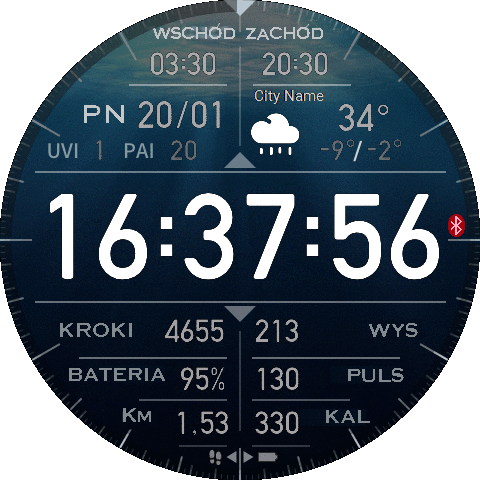 WSCHÓD ZACHÓD
03:30 20:30
City Name
PN 20/01 34°
UVI 1 PAI 20 -9°/-2°
16:37:56
KROKI 4655 213 WYS
BATERIA 95% 130 PULS
KM 1,53 330 KAL